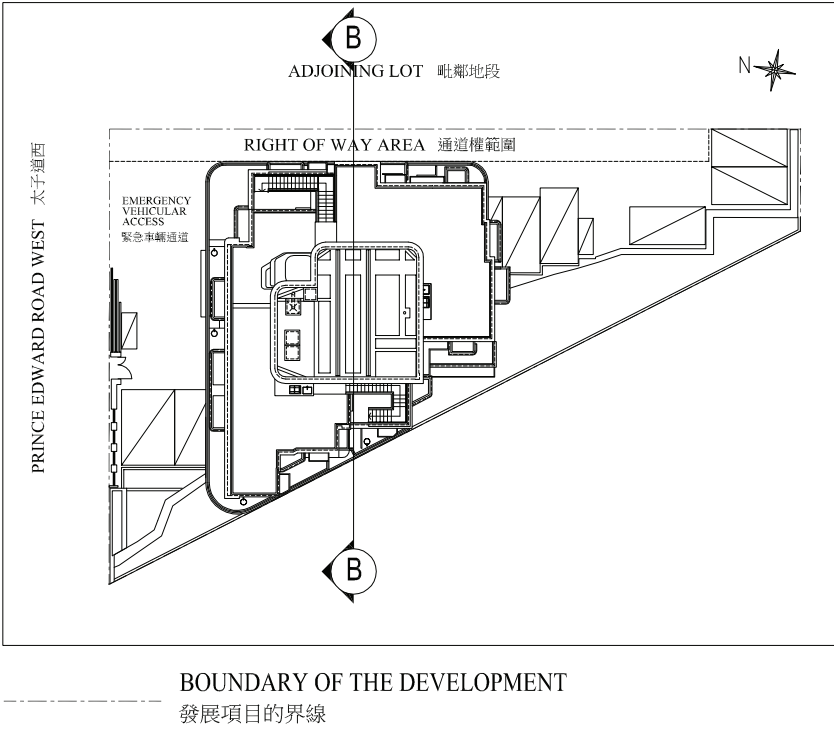 B
ADJOINING LOT 毗鄰地段
N
RIGHT OF WAY AREA 通道權範圍
EMERGENCY
VEHICULAR
ACCESS
緊急車輛通道
PRINCE EDWARD ROAD WEST 太子道西
B
BOUNDARY OF THE DEVELOPMENT
發展項目的界線